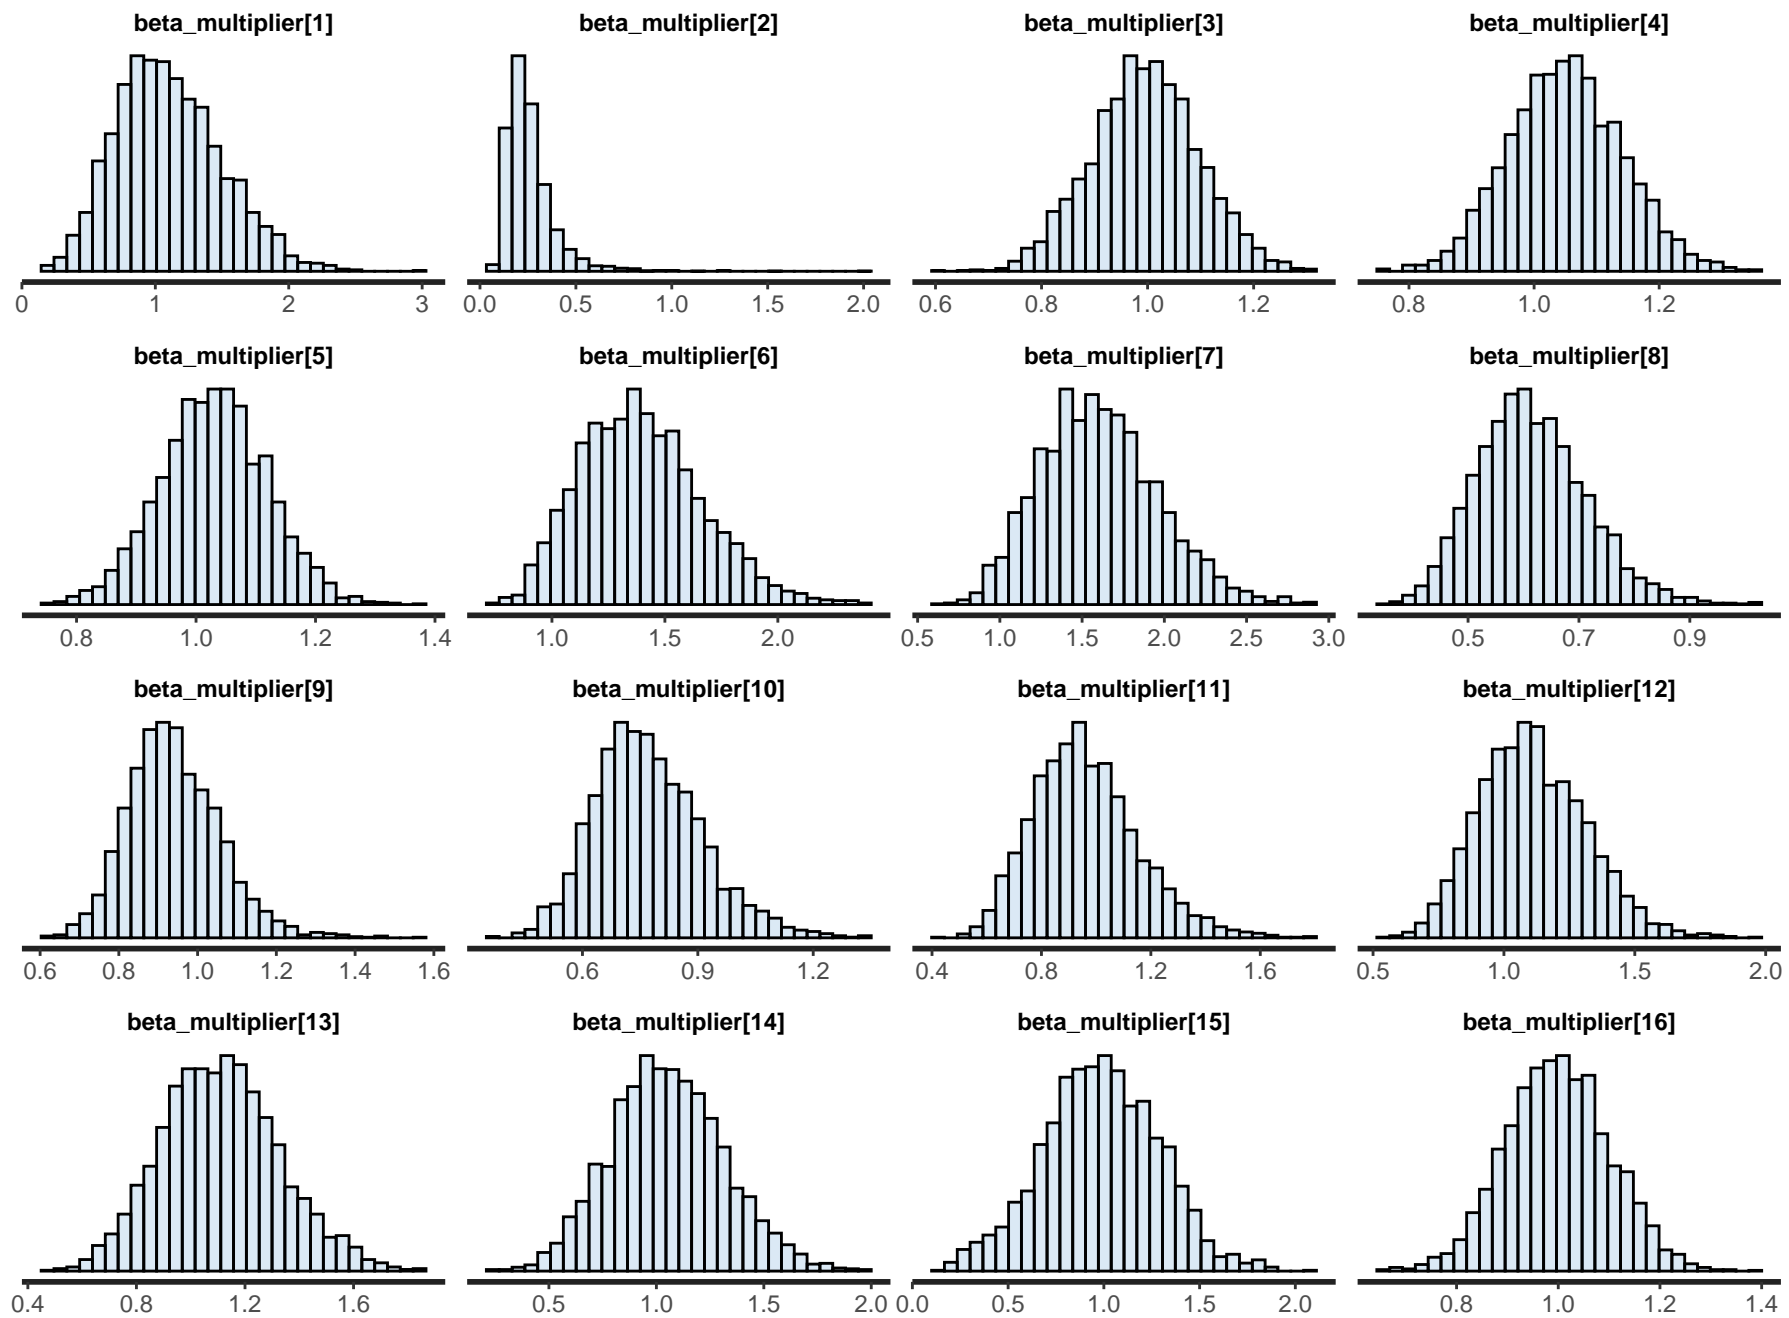 beta_multiplier[1] beta_multiplier[2] beta_multiplier[3] beta_multiplier[4]
0 1 2 3 0.0 0.5 1.0 1.5 2.0 0.6 0.8 1.0 1.2 0.8 1.0 1.2
beta_multiplier[5] beta_multiplier[6] beta_multiplier[7] beta_multiplier[8]
0.8 1.0 1.2 1.4 1.0 1.5 2.0 0.5 1.0 1.5 2.0 2.5 3.0 0.5 0.7 0.9
beta_multiplier[9] beta_multiplier[10] beta_multiplier[11] beta_multiplier[12]
0.6 0.8 1.0 1.2 1.4 1.6 0.6 0.9 1.2 0.4 0.8 1.2 1.6 0.5 1.0 1.5 2.0
beta_multiplier[13] beta_multiplier[14] beta_multiplier[15] beta_multiplier[16]
0.4 0.8 1.2 1.6 0.5 1.0 1.5 2.0 0.0 0.5 1.0 1.5 2.0 0.8 1.0 1.2 1.4